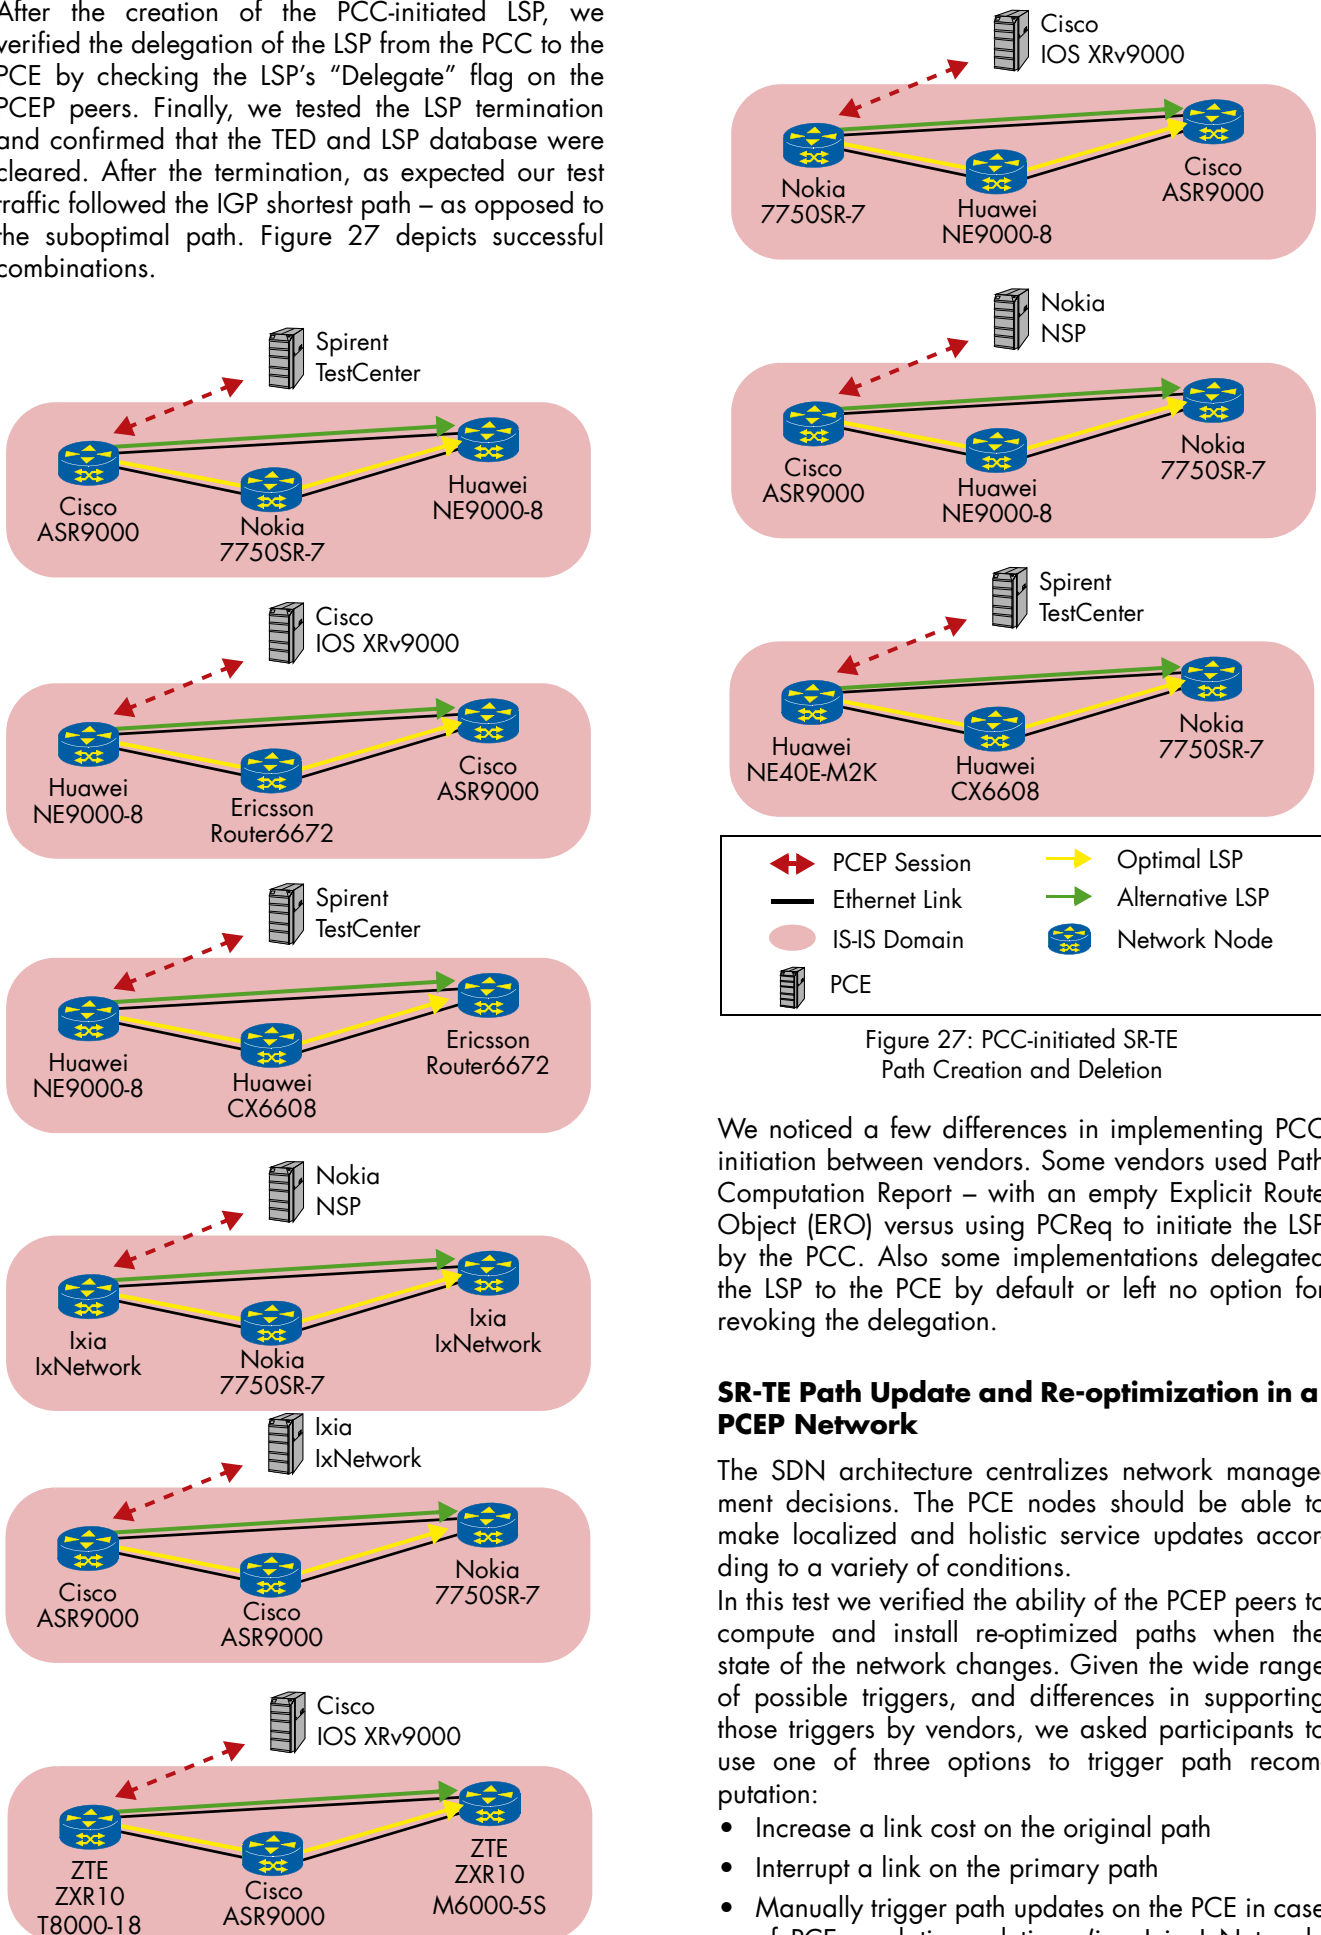 After the creation of the PCC-initiated LSP, we
verified the delegation of the LSP from the PCC to the
PCE by checking the LSP's “Delegate” flag on the
PCEP peers. Finally, we tested the LSP termination
and confirmed that the TED and LSP database were
cleared. After the termination, as expected our test
traffic followed the IGP shortest path – as opposed to
the suboptimal path. Figure 27 depicts successful
combinations.
Spirent
TestCenter
Cisco
ASR9000
Nokia
7750SR-7
Huawei
NE9000-8
Cisco
IOS XRv9000
Huawei
NE9000-8
Ericsson
Router6672
Cisco
ASR9000
Spirent
TestCenter
Huawei
NE9000-8
Huawei
CX6608
Ericsson
Router6672
Nokia
NSP
Ixia
IxNetwork
Nokia
7750SR-7
Ixia
IxNetwork
Ixia
IxNetwork
Cisco
ASR9000
Cisco
ASR9000
Nokia
7750SR-7
Cisco
IOS XRv9000
ZTE
ZXR10
T8000-18
Cisco
ASR9000
ZTE
ZXR10
M6000-5S
Cisco
IOS XRv9000
Nokia
7750SR-7
Huawei
NE9000-8
Cisco
ASR9000
Nokia
NSP
Cisco
ASR9000
Huawei
NE9000-8
Nokia
7750SR-7
Spirent
TestCenter
Huawei
NE40E-M2K
Huawei
CX6608
Nokia
7750SR-7
PCEP Session
Optimal LSP
Ethernet Link
Alternative LSP
IS-IS Domain
Network Node
PCE
Figure 27: PCC-initiated SR-TE
Path Creation and Deletion
We noticed a few differences in implementing PCC
initiation between vendors. Some vendors used Path
Computation Report – with an empty Explicit Route
Object (ERO) versus using PCReq to initiate the LSP
by the PCC. Also some implementations delegated
the LSP to the PCE by default or left no option for
revoking the delegation.
SR-TE Path Update and Re-optimization in a
PCEP Network
The SDN architecture centralizes network manage-
ment decisions. The PCE nodes should be able to
make localized and holistic service updates accor-
ding to a variety of conditions.
In this test we verified the ability of the PCEP peers to
compute and install re-optimized paths when the
state of the network changes. Given the wide range
of possible triggers, and differences in supporting
those triggers by vendors, we asked participants to
use one of three options to trigger path recom-
putation:
• Increase a link cost on the original path
• Interrupt a link on the primary path
• Manually trigger path updates on the PCE in case